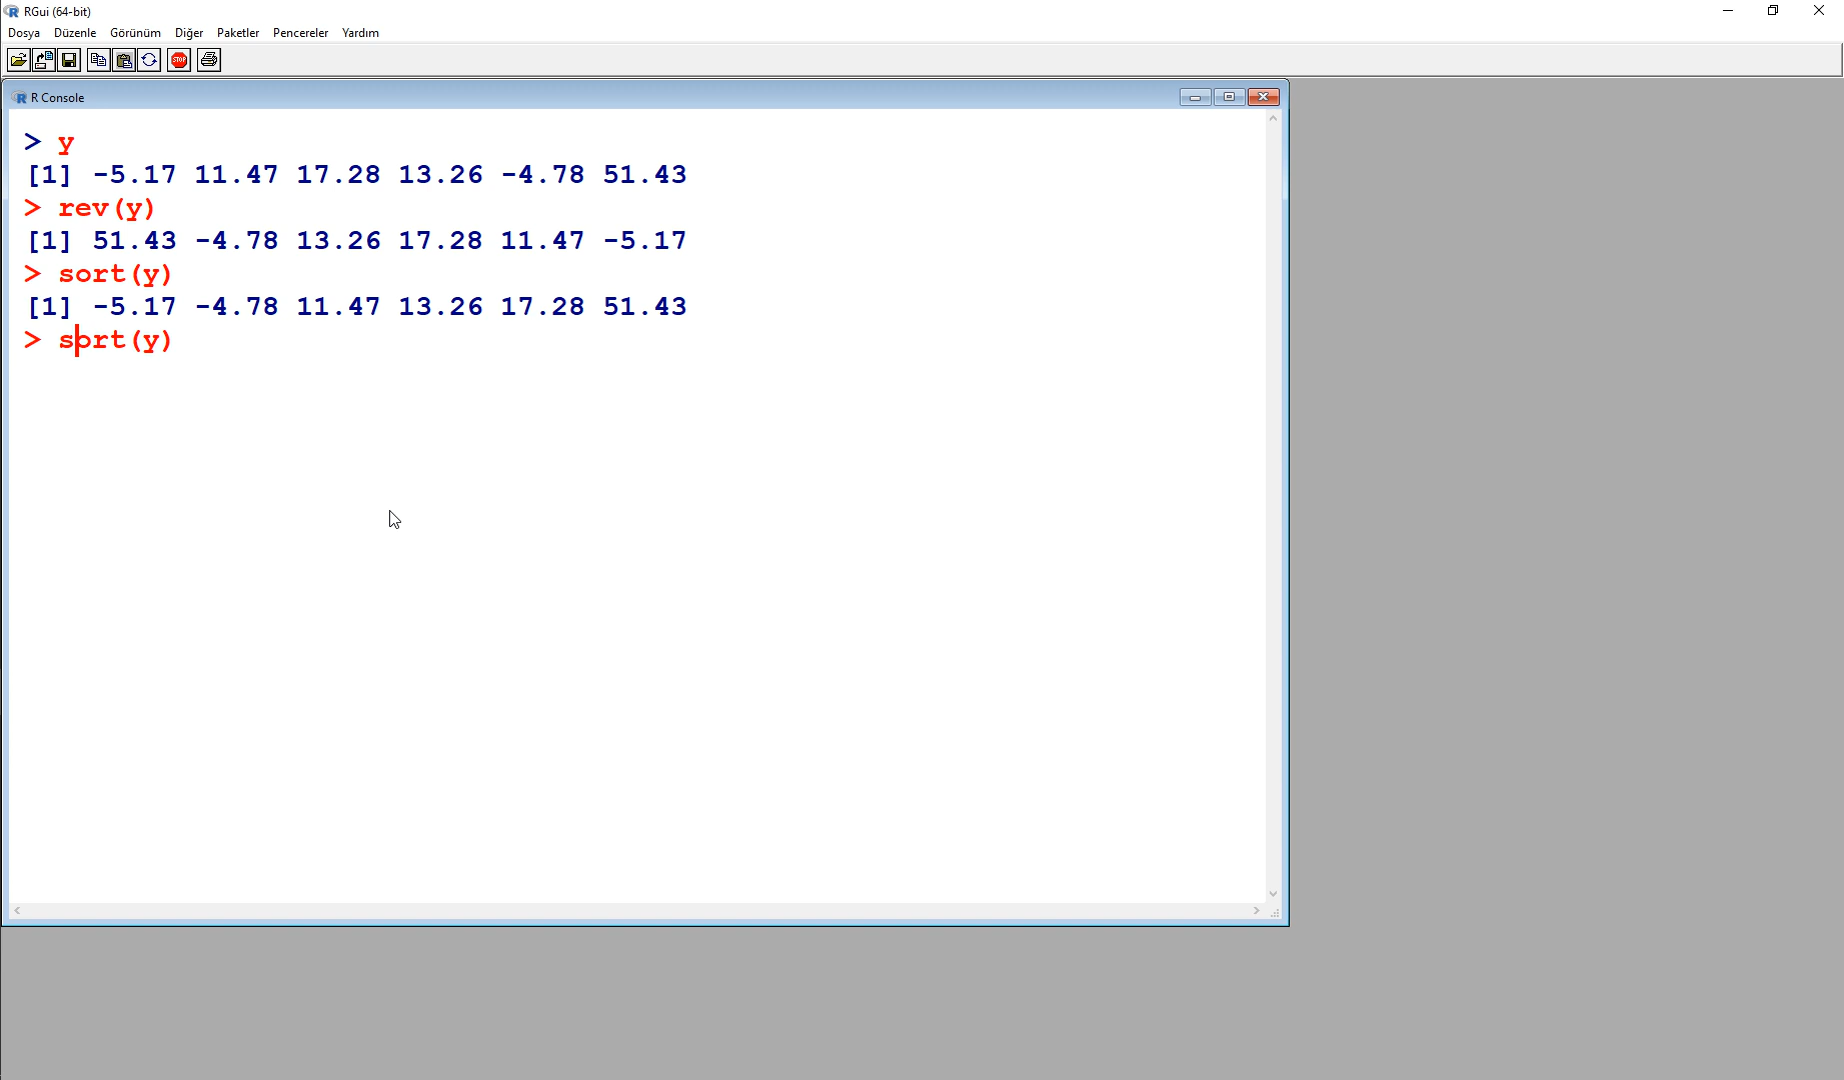 RGui (64-bit)
Dosya Düzenle Görünüm Diğer Paketler Pencereler Yardım
STOP
R Console
> y
[1] -5.17 11.47 17.28 13.26 -4.78 51.43
> rev(y)
[1] 51.43 -4.78 13.26 17.28 11.47 -5.17
> sort(y)
[1] -5.17 -4.78 11.47 13.26 17.28 51.43
> sort(y)